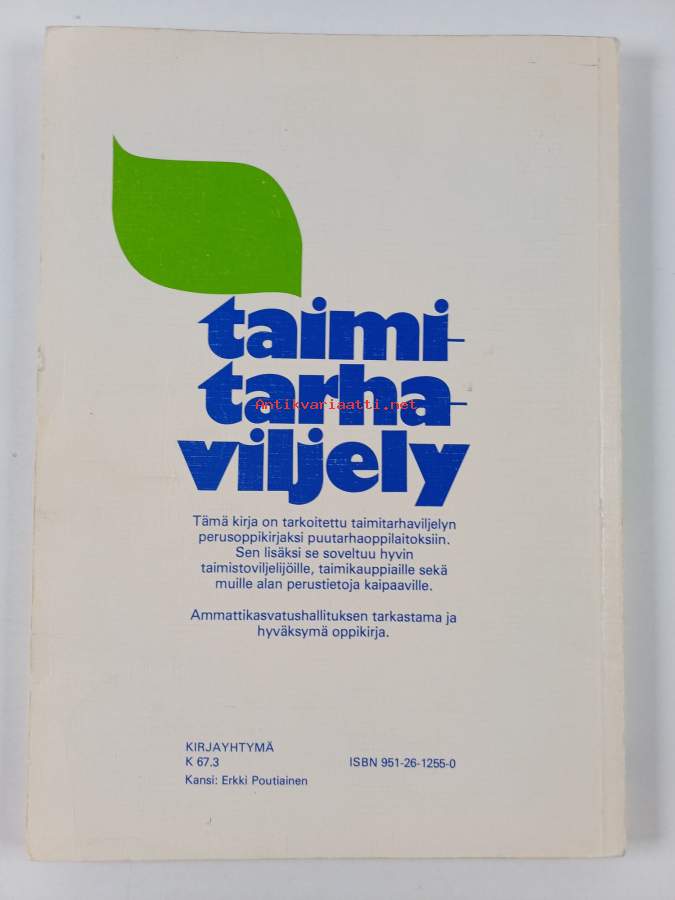 taimi-
tarha-
Antikvariaatti.net
viljely
Tämä kirja on tarkoitettu taimitarhaviljelyn
perusoppikirjaksi puutarhaoppilaitoksiin.
Sen lisäksi se soveltuu hyvin
taimistoviljelijöille, taimikauppiaille sekä
muille alan perustietoja kaipaaville.
Ammattikasvatushallituksen tarkastama ja
hyväksymä oppikirja.
KIRJAYHTYMÄ
K 67.3 ISBN 951-26-1255-0
Kansi: Erkki Poutiainen